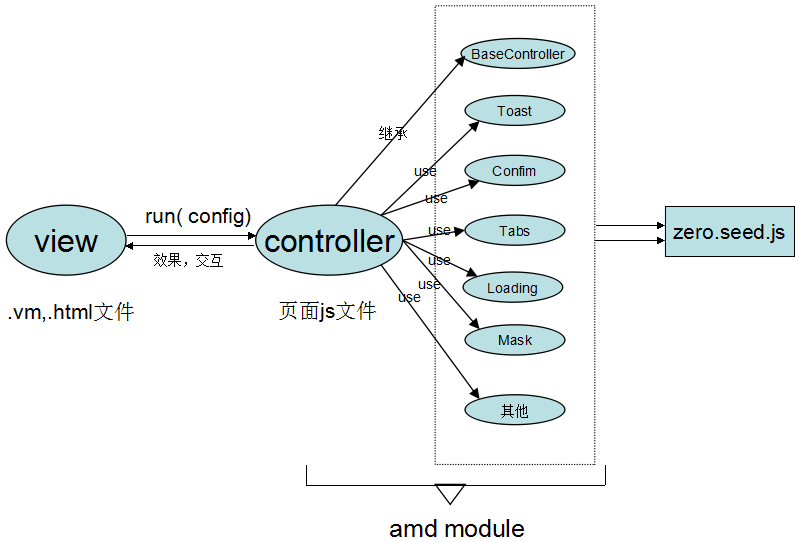 BaseController
Toast
继承
use
Confim
use
run( config)
view
controller
use
Tabs
zero.seed.js
效果，交互
use
Loading
use
use
.vm,.html文件
页面js文件
Mask
其他
amd module